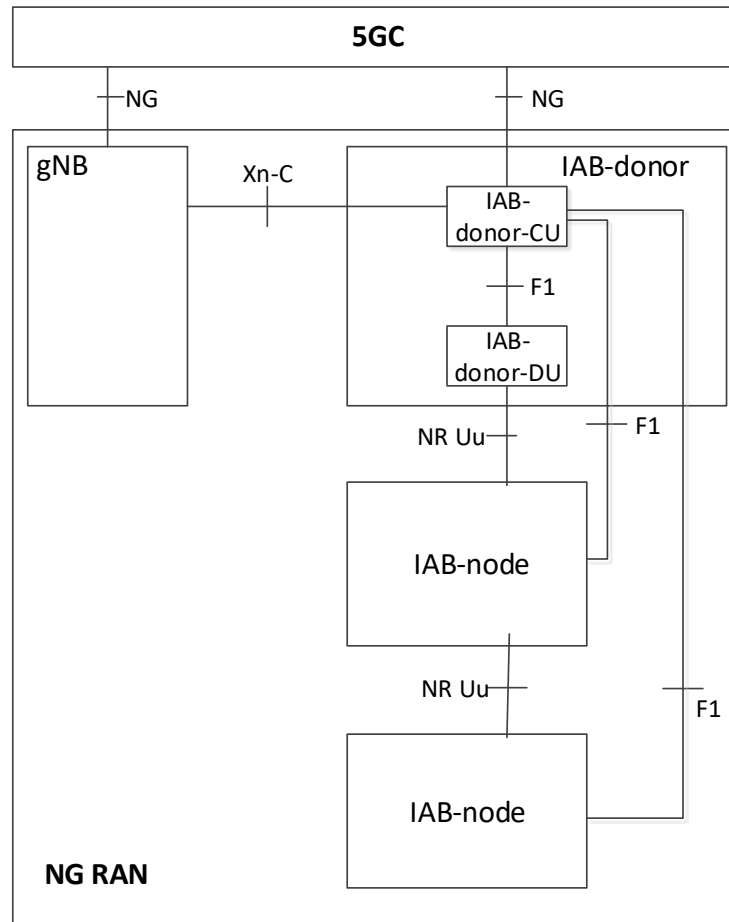 5GC
NG
NG
gNB
IAB-donor
Xn-C
IAB-
donor-CU
F1
IAB-
donor-DU
NR Uu
F1
IAB-node
NR Uu
F1
IAB-node
NG RAN